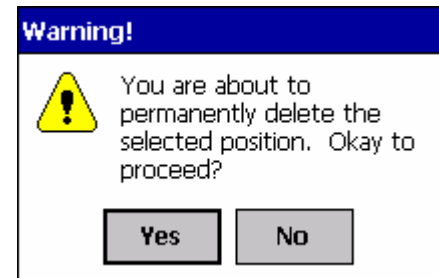 Warning!
You are about to
permanently delete the
selected position.  Okay to
proceed?
Yes No